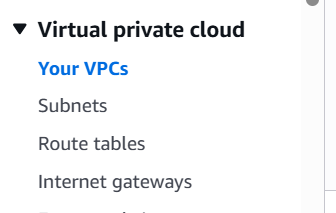 Virtual private cloud
Your VPCs
Subnets
Route tables
Internet gateways